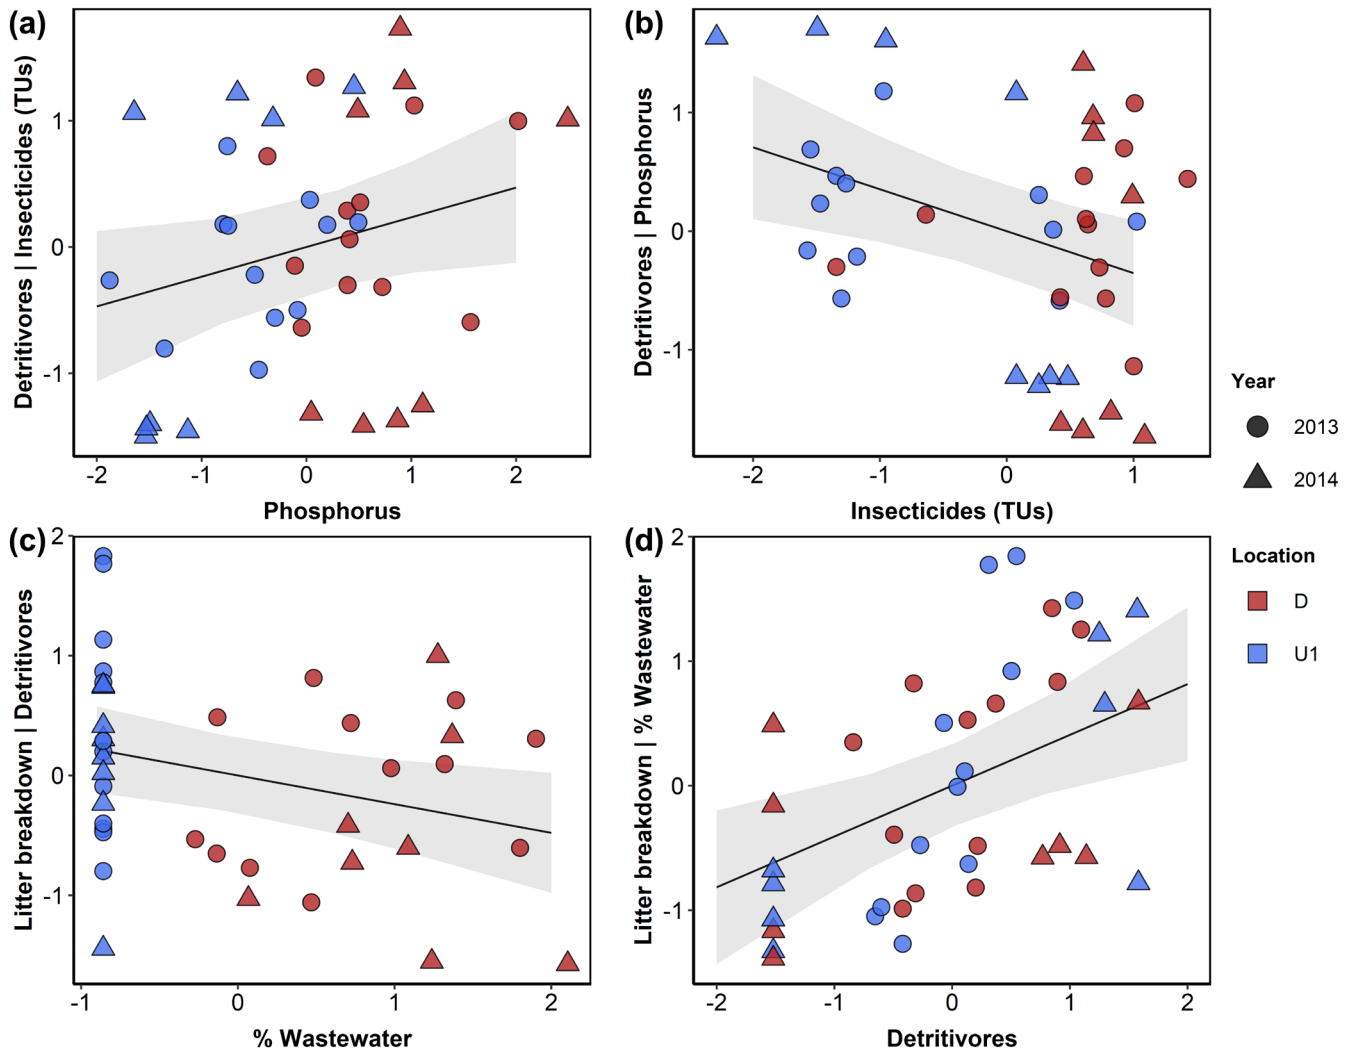 (a)
Detritivores | Insecticides (TUs)
1
0
-1
-2
-1
0
1
2
Phosphorus
(b)
Detritivores | Phosphorus
1
0
-1
-2
-1
0
1
Insecticides (TUs)
(c)
Litter breakdown | Detritivores
2
1
0
-1
-1
0
1
2
% Wastewater
(d)
Litter breakdown | % Wastewater
2
1
0
-1
-2
-1
0
1
2
Detritivores
Year
2013
2014
Location
D
U1